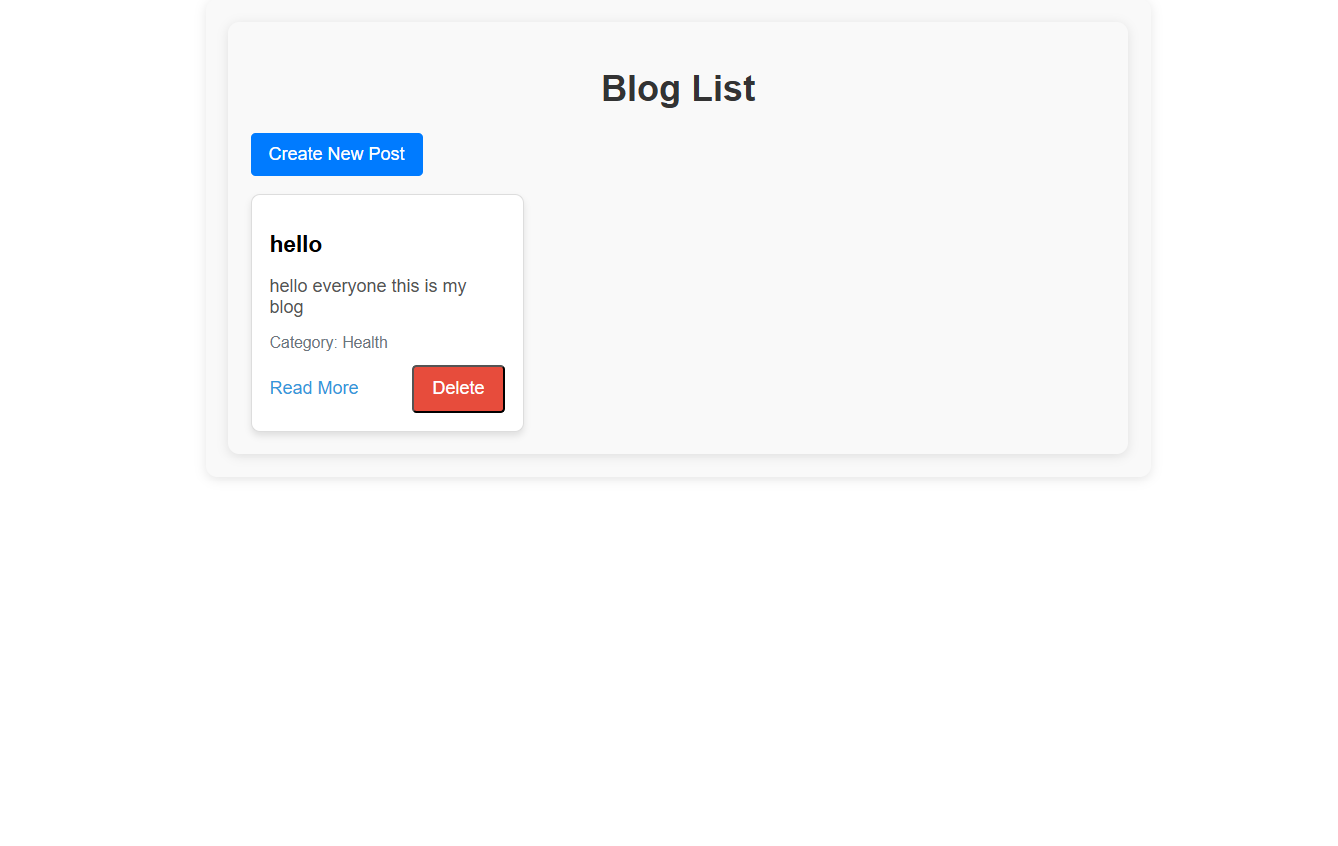 Blog List
Create New Post
hello
hello everyone this is my
blog
Category: Health
Read More
Delete